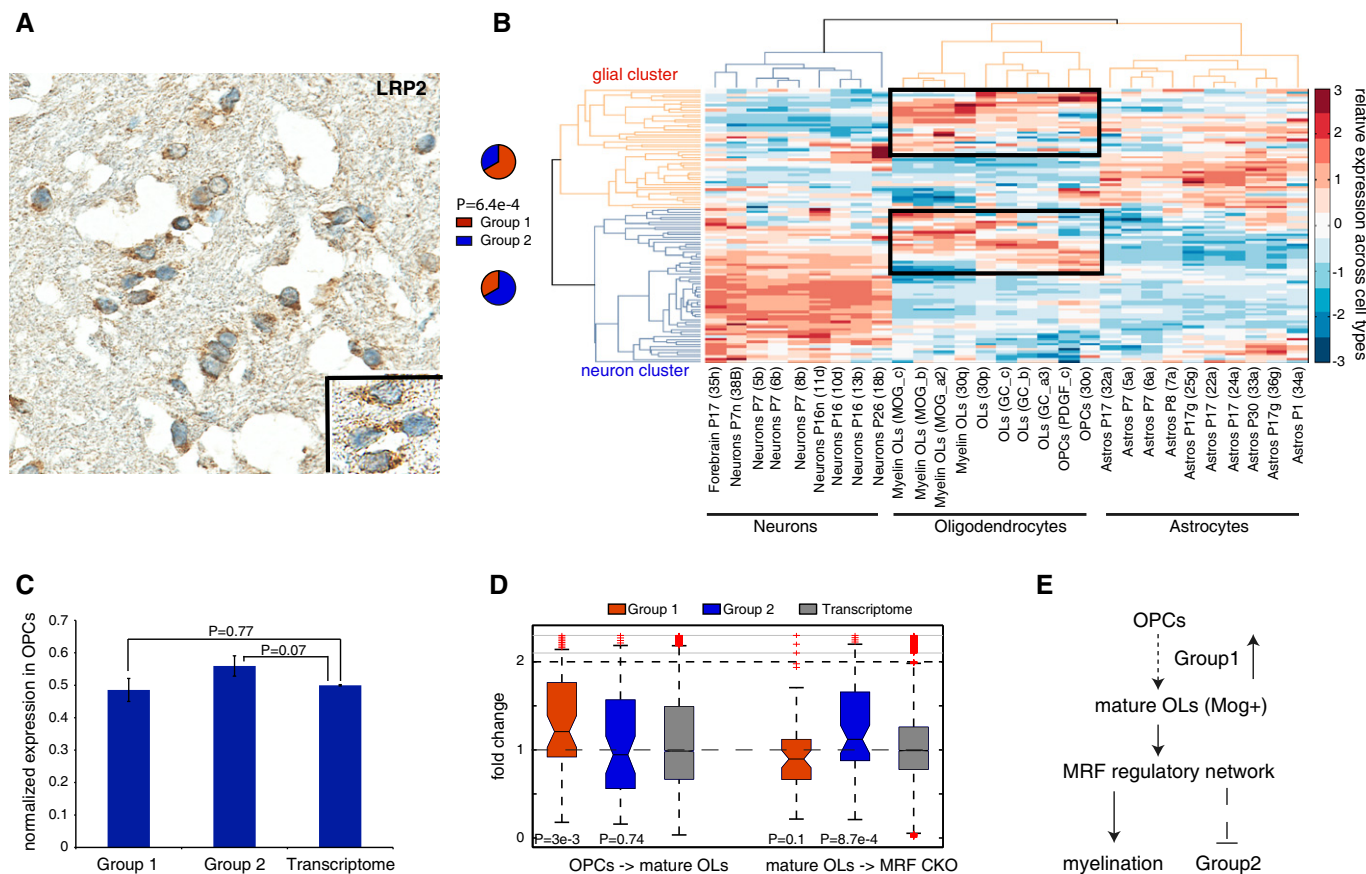 A
LRP2
B
glial cluster
P=6.4e-4
Group 1
Group 2
neuron cluster
3
2
1
0
-1
-2
-3
relative expression across cell types
Forebrain P17 (35h)
Neurons P7n (38B)
Neurons P7 (5b)
Neurons P7 (6b)
Neurons P7 (8b)
Neurons P16n (11d)
Neurons P16 (10d)
Neurons P16 (13b)
Neurons P26 (18b)
Myelin OLs (MOG_c)
Myelin OLs (MOG_b)
Myelin OLs (MOG_a2)
Myelin OLs (30q)
OLs (30p)
OLs (GC_c)
OLs (GC_b)
OLs (GC_a3)
OPCs (PDGF_c)
OPCs (30o)
Astros P17 (32a)
Astros P7 (5a)
Astros P7 (6a)
Astros P8 (7a)
Astros P17g (25g)
Astros P17 (22a)
Astros P17 (24a)
Astros P30 (33a)
Astros P17g (36g)
Astros P1 (34a)
Neurons
Oligodendrocytes
Astrocytes
C
normalized expression in OPCs
0.7
0.6
0.5
0.4
0.3
0.2
0.1
0
P=0.77
P=0.07
Group 1
Group 2
Transcriptome
D
Group 1
Group 2
Transcriptome
fold change
2
1
0
P=3e-3
P=0.74
P=0.1
P=8.7e-4
OPCs -> mature OLs
mature OLs -> MRF CKO
E
OPCs
Group1
mature OLs (Mog+)
MRF regulatory network
myelination
Group2